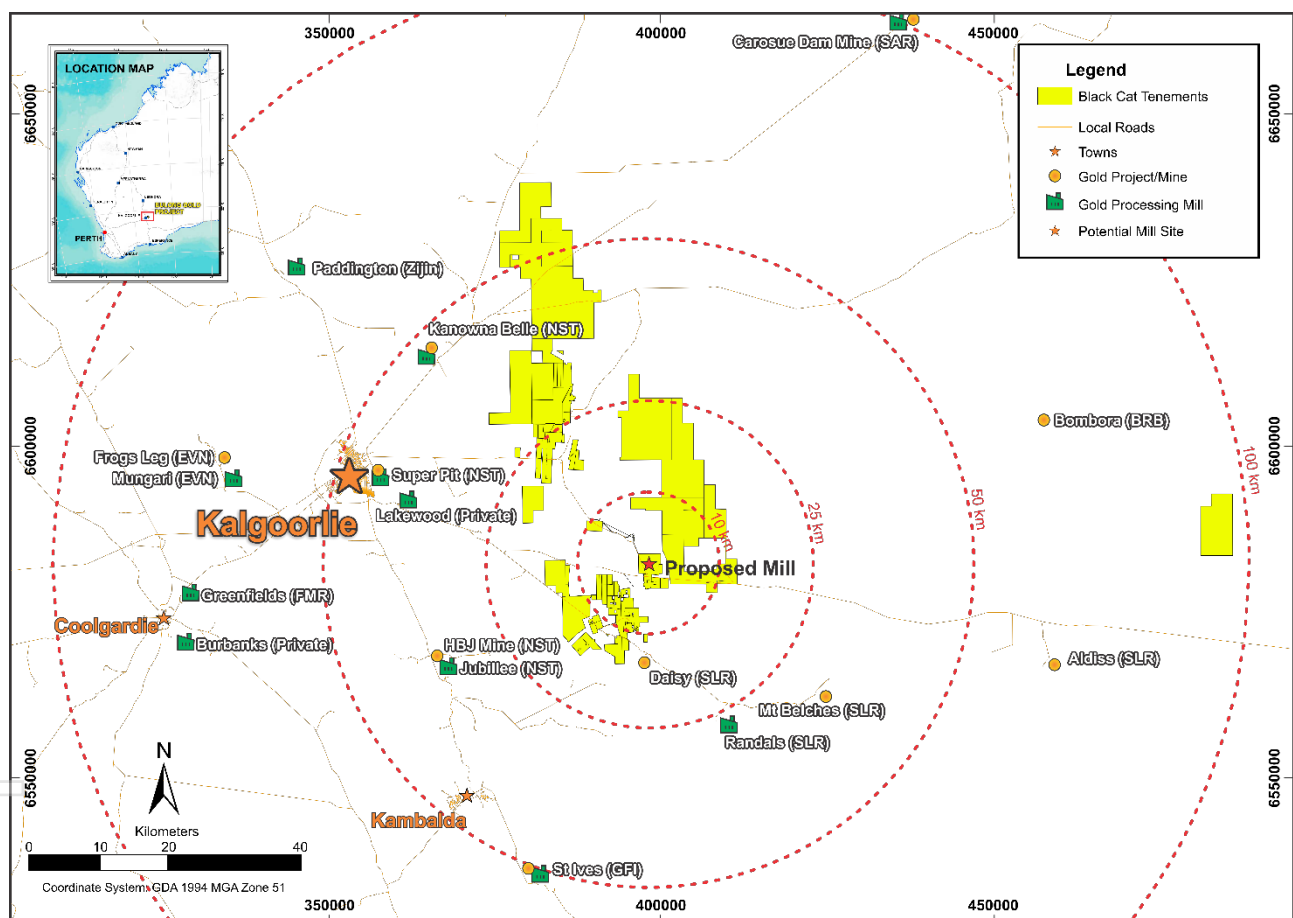 350000
400000
450000
Carosue Dam Mine (SAR)
LOCATION MAP
PERTH
Legend
Black Cat Tenements
Local Roads
Towns
Gold Project/Mine
Gold Processing Mill
Potential Mill Site
6650000
6650000
Paddington (Zijin)
Kanowna Belle (NST)
Bombora (BRB)
6600000
6600000
Frogs Leg (EVN)
Mungari (EVN)
Super Pit (NST)
Lakewood (Private)
Kalgoorlie
10 km
25 km
50 km
100 km
Proposed Mill
Greenfields (FMR)
Coolgardie
Burbanks (Private)
HBJ Mine (NST)
Jubillee (NST)
Daisy (SLR)
Aldiss (SLR)
Mt Belches (SLR)
Randals (SLR)
6550000
6550000
N
Kambalda
Kilometers
0 10 20 40
St Ives (GFI)
Coordinate System: GDA 1994 MGA Zone 51
350000
400000
450000